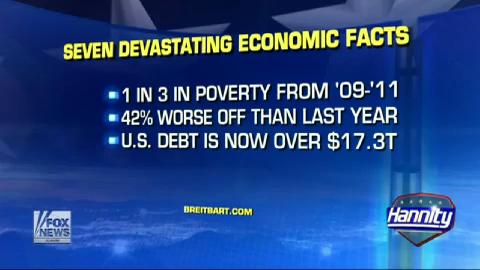 SEVEN DEVASTATING ECONOMIC FACTS
1 IN 3 IN POVERTY FROM '09-'11
42% WORSE OFF THAN LAST YEAR
U.S. DEBT IS NOW OVER $17.3T
BREITBART.COM
FOX
NEWS
Hannity